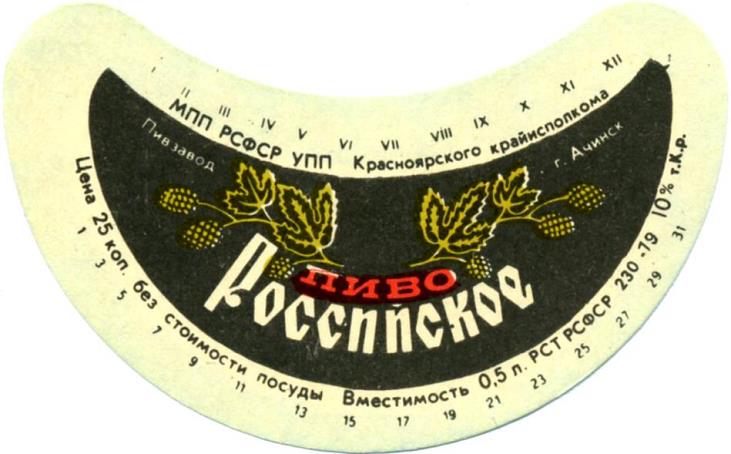 I II III IV V VI VII VIII IX X XI XII
МПП РСФСР УПП Красноярского крайисполкома
Пивзавод г. Ачинск
ПИВО
Российское
Цена 25 коп. без стоимости посуды Вместимость 0,5 л. РСТ РСФСР 230-79 10% т.К.р.
1 3 5 7 9 11 13 15 17 19 21 23 25 27 29 31